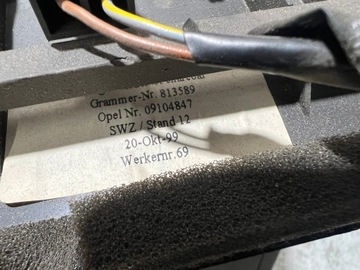 Grammer-Nr. 813589
Opel Nr. 09104847
SWZ / Stand 12
20-Okt-99
Werkernr.69